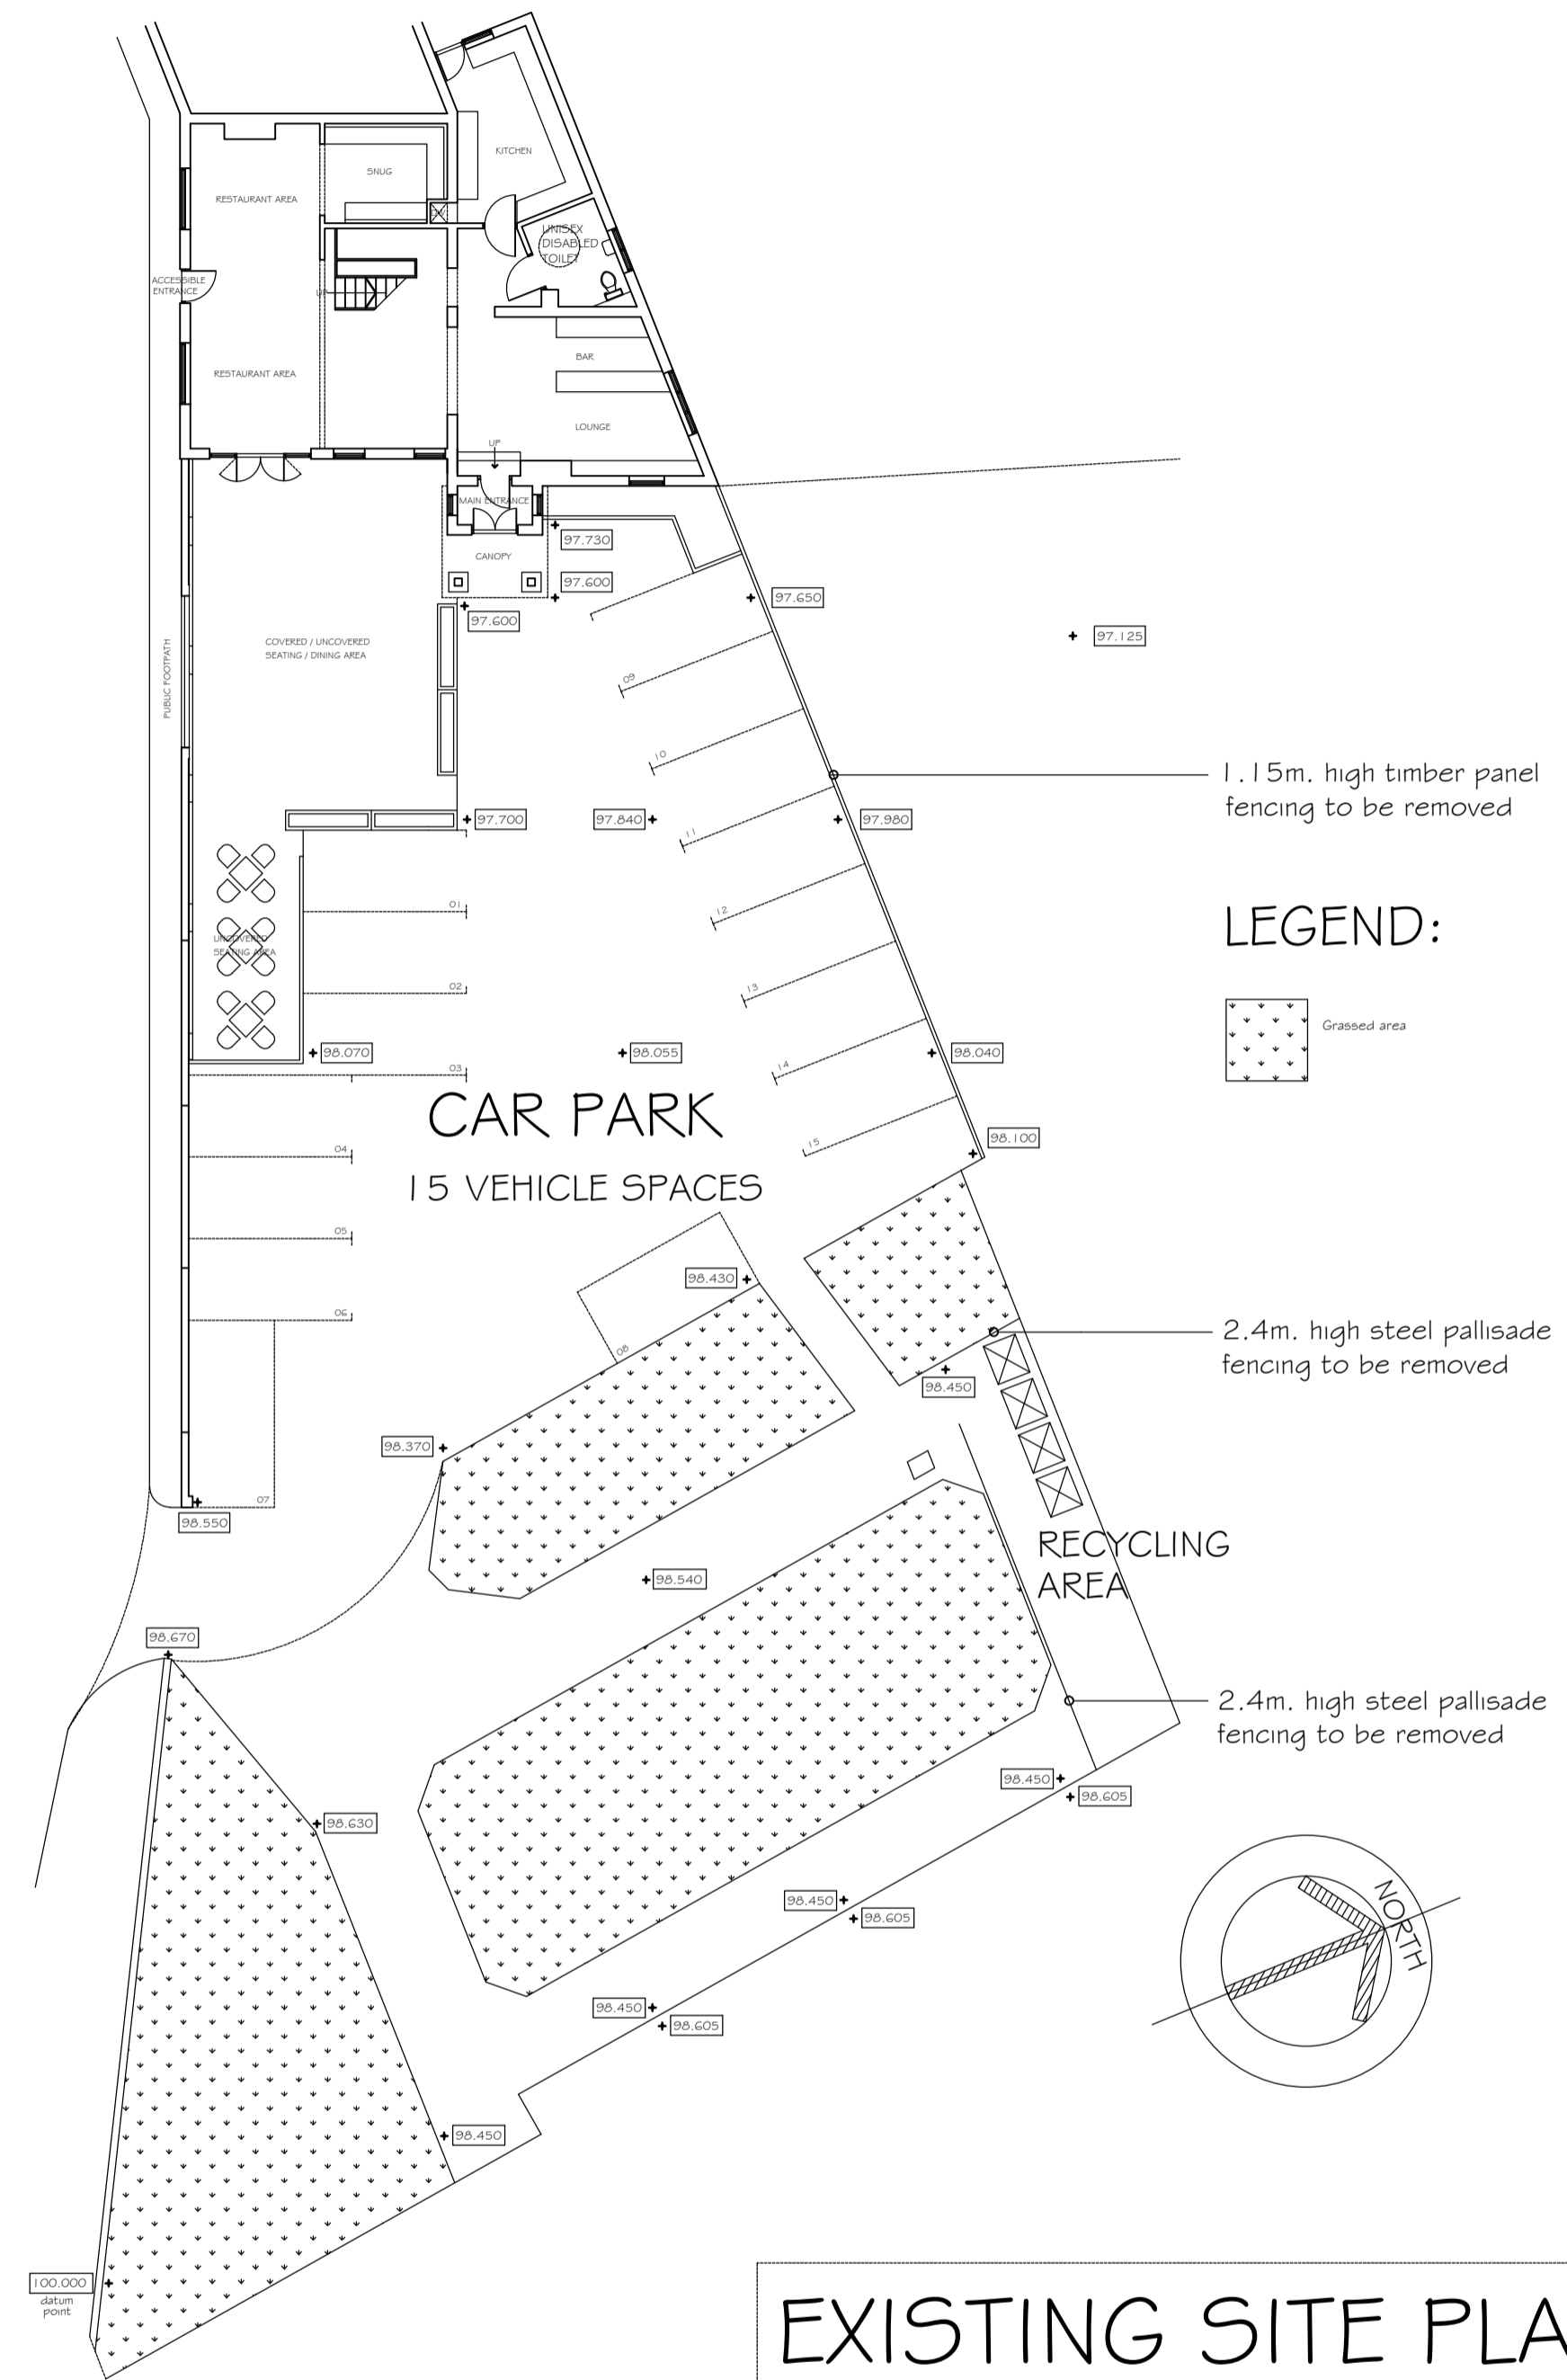 KITCHEN
SNUG
RESTAURANT AREA
UNISEX
DISABLED
TOILET
ACCESSIBLE
ENTRANCE
UP
BAR
RESTAURANT AREA
LOUNGE
UP
MAIN ENTRANCE
97.730
CANOPY
97.600
97.650
97.600
97.125
COVERED / UNCOVERED
SEATING / DINING AREA
PUBLIC FOOTPATH
09
10
1.15m. high timber panel
fencing to be removed
97.700
97.840
97.980
11
01
12
LEGEND:
UNCOVERED
SEATING AREA
02
13
Grassed area
98.070
98.055
98.040
03
14
CAR PARK
98.100
15
04
15 VEHICLE SPACES
05
98.430
06
08
2.4m. high steel pallisade
fencing to be removed
98.450
98.370
07
98.550
RECYCLING
AREA
98.540
98.670
2.4m. high steel pallisade
fencing to be removed
98.450
98.605
98.630
98.450
98.605
NORTH
98.450
98.605
98.450
100.000
datum
point
EXISTING SITE PLA